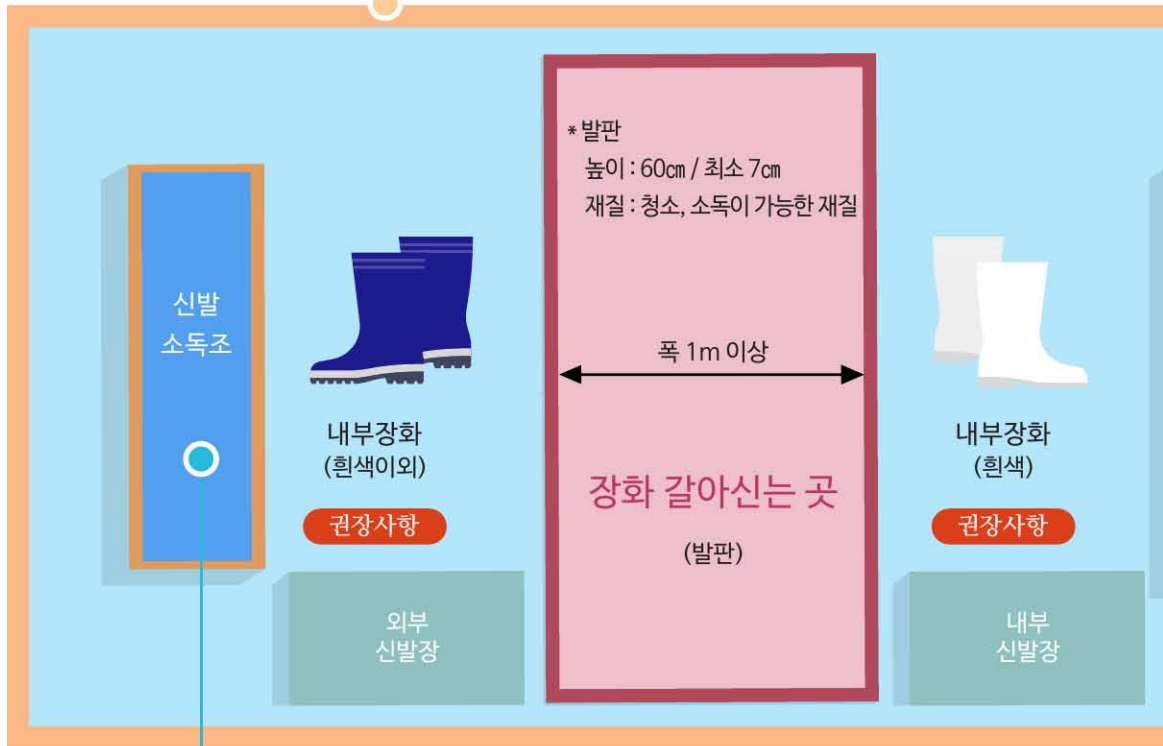 * 발판
높이 : 60㎝ / 최소 7㎝
재질 : 청소, 소독이 가능한 재질
신발
소독조
폭 1m 이상
내부장화
(흰색이외)
권장사항
장화 갈아신는 곳
(발판)
내부장화
(흰색)
권장사항
외부
신발장
내부
신발장